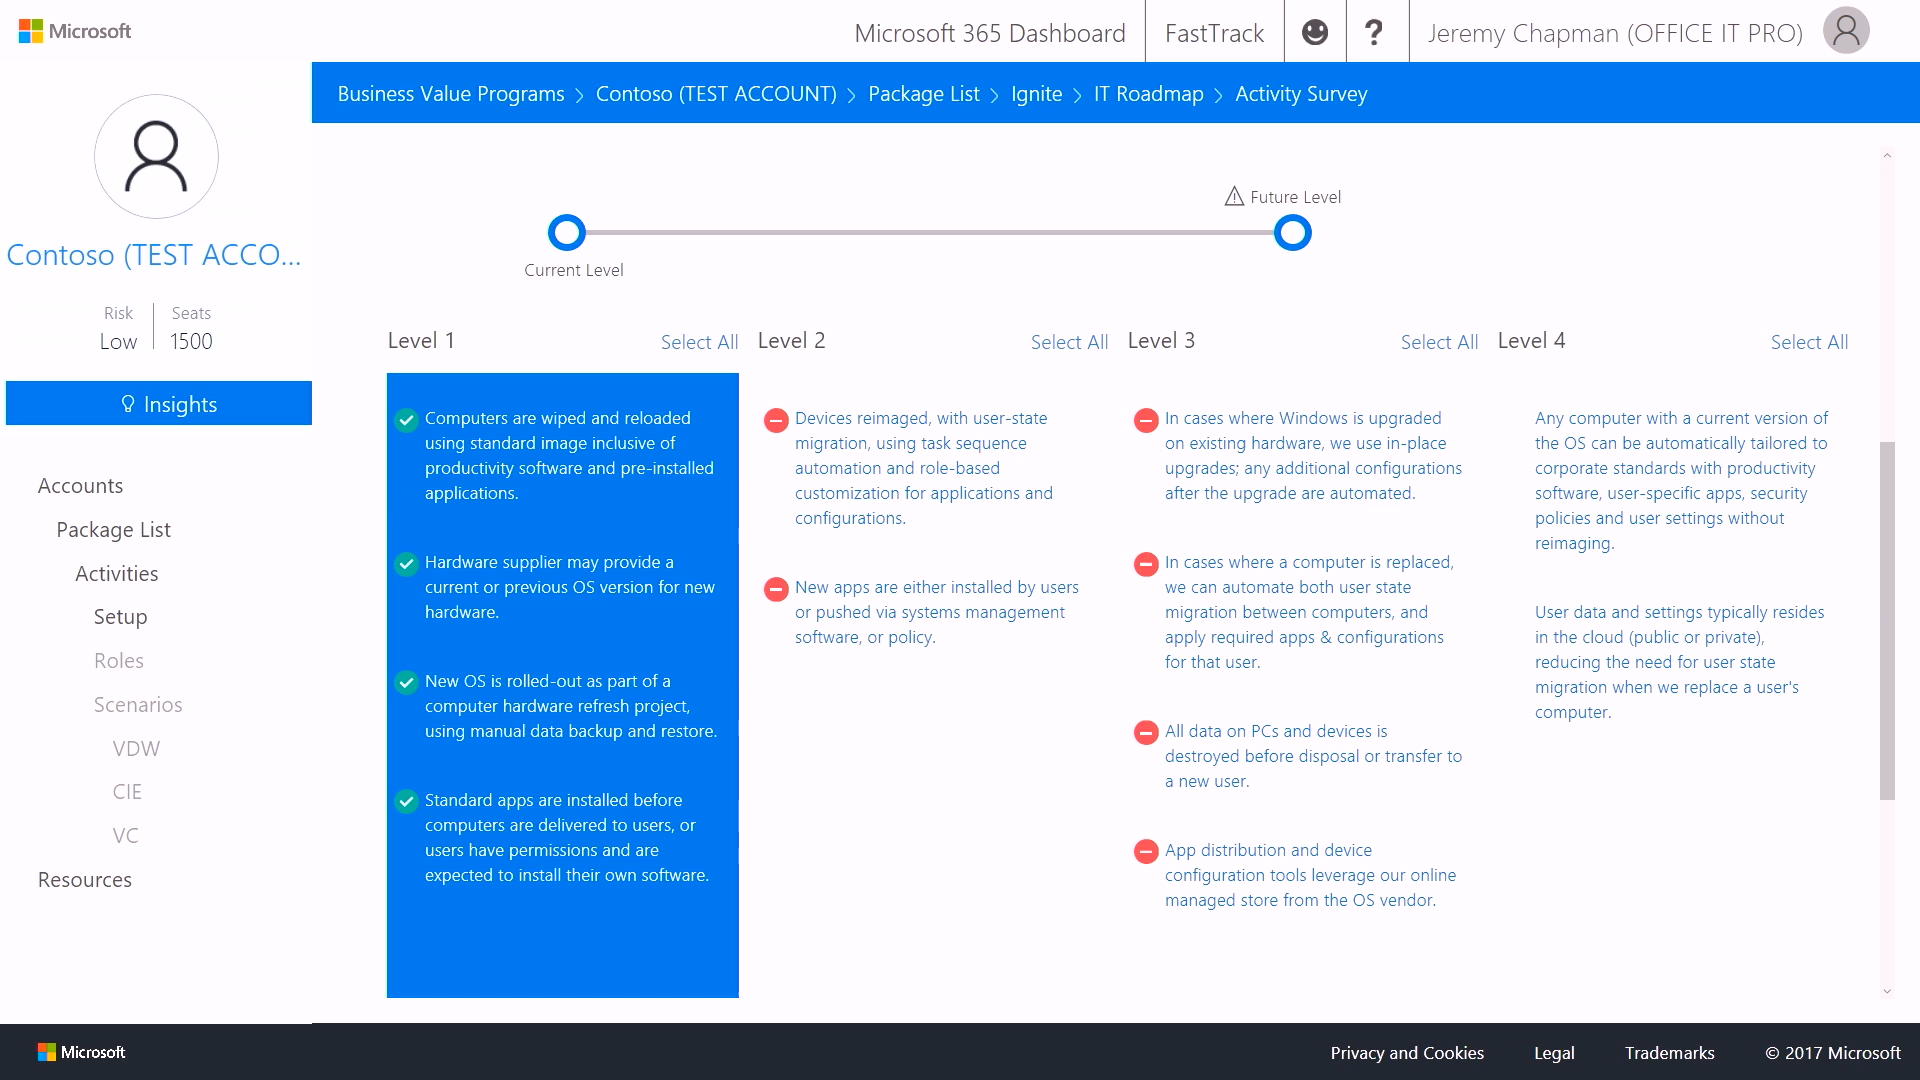 Microsoft
Microsoft 365 Dashboard
FastTrack
?
Jeremy Chapman (OFFICE IT PRO)
Business Value Programs > Contoso (TEST ACCOUNT) > Package List > Ignite > IT Roadmap > Activity Survey
Contoso (TEST ACCO...
Risk
Low
Seats
1500
Insights
Accounts
Package List
Activities
Setup
Roles
Scenarios
VDW
CIE
VC
Resources
Future Level
Current Level
Level 1
Select All
Computers are wiped and reloaded
using standard image inclusive of
productivity software and pre-installed
applications.
Hardware supplier may provide a
current or previous OS version for new
hardware.
New OS is rolled-out as part of a
computer hardware refresh project,
using manual data backup and restore.
Standard apps are installed before
computers are delivered to users, or
users have permissions and are
expected to install their own software.
Level 2
Select All
Devices reimaged, with user-state
migration, using task sequence
automation and role-based
customization for applications and
configurations.
New apps are either installed by users
or pushed via systems management
software, or policy.
Level 3
Select All
In cases where Windows is upgraded
on existing hardware, we use in-place
upgrades; any additional configurations
after the upgrade are automated.
In cases where a computer is replaced,
we can automate both user state
migration between computers, and
apply required apps & configurations
for that user.
All data on PCs and devices is
destroyed before disposal or transfer to
a new user.
App distribution and device
configuration tools leverage our online
managed store from the OS vendor.
Level 4
Select All
Any computer with a current version of
the OS can be automatically tailored to
corporate standards with productivity
software, user-specific apps, security
policies and user settings without
reimaging.
User data and settings typically resides
in the cloud (public or private),
reducing the need for user state
migration when we replace a user's
computer.
Microsoft
Privacy and Cookies
Legal
Trademarks
© 2017 Microsoft